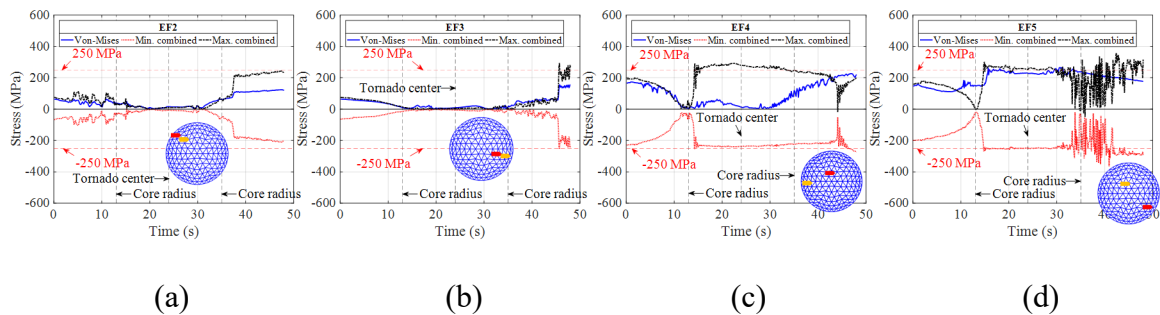 EF2
Von-Mises Min. combined Max. combined
250 MPa
-250 MPa
Tornado center
Core radius
Core radius
Stress (MPa)
600
400
200
0
-200
-400
-600
0 10 20 30 40 50
Time (s)
(a)
EF3
Von-Mises Min. combined Max. combined
250 MPa
Tornado center
-250 MPa
Core radius
Core radius
Stress (MPa)
600
400
200
0
-200
-400
-600
0 10 20 30 40 50
Time (s)
(b)
EF4
Von-Mises Min. combined Max. combined
250 MPa
Tornado center
-250 MPa
Core radius
Core radius
Stress (MPa)
600
400
200
0
-200
-400
-600
0 10 20 30 40 50
Time (s)
(c)
EF5
Von-Mises Min. combined Max. combined
250 MPa
Tornado center
-250 MPa
Core radius
Core radius
Stress (MPa)
600
400
200
0
-200
-400
-600
0 10 20 30 40 50
Time (s)
(d)